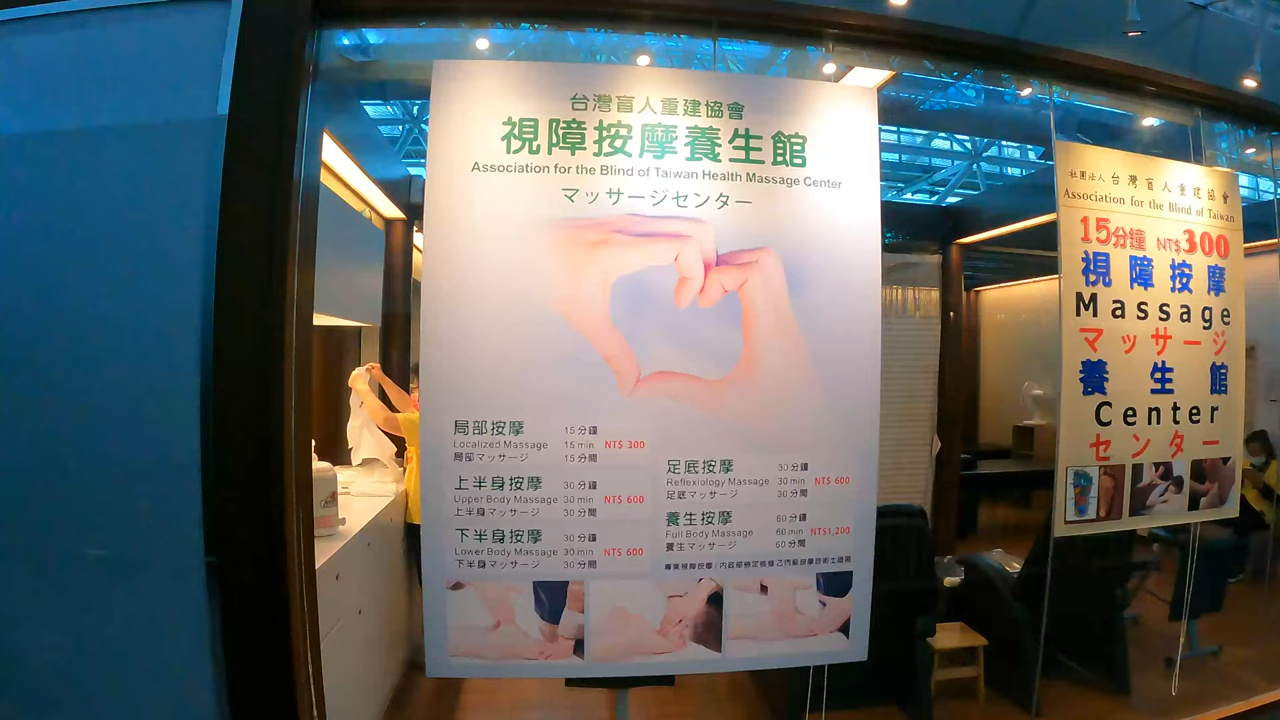 台灣盲人重建協會
視障按摩養生館
Association for the Blind of Taiwan Health Massage Center
マッサージセンター
局部按摩 15分鐘
Localized Massage 15 min NT$ 300
局部マッサージ 15分間
上半身按摩 30分鐘
Upper Body Massage 30 min NT$ 600
上半身マッサージ 30分間
下半身按摩 30分鐘
Lower Body Massage 30 min NT$ 600
下半身マッサージ 30分間
足底按摩 30分鐘
Reflexiology Massage 30 min NT$ 600
足底マッサージ 30分間
養生按摩 60分鐘
Full Body Massage 60 min NT$1,200
養生マッサージ 60分間
社團法人台灣盲人重建協會
Association for the Blind of Taiwan
15分鐘 NT$300
視障按摩
Massage
マッサージ
養生館
Center
センター